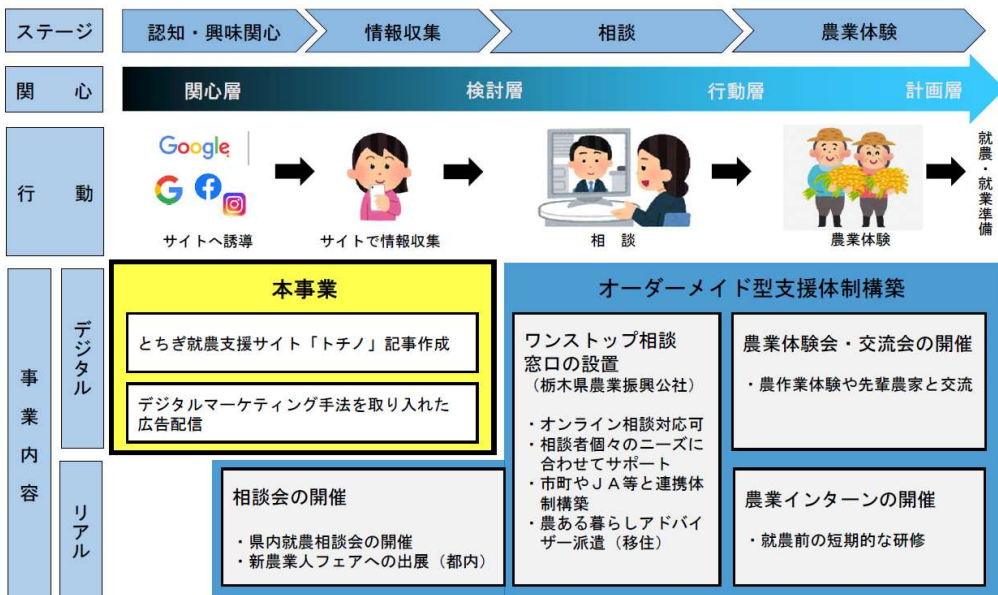 ステージ
認知・興味関心
情報収集
相談
農業体験
関　心
関心層
検討層
行動層
計画層
行　動
Google
G
サイトへ誘導
サイトで情報収集
相　談
農業体験
就農・就業準備
事業内容
デジタル
リアル
本事業
とちぎ就農支援サイト「トチノ」記事作成
デジタルマーケティング手法を取り入れた
広告配信
オーダーメイド型支援体制構築
ワンストップ相談
窓口の設置
（栃木県農業振興公社）
・オンライン相談対応可
・相談者個々のニーズに
合わせてサポート
・市町やＪＡ等と連携体
制構築
・農ある暮らしアドバイ
ザー派遣（移住）
農業体験会・交流会の開催
・農作業体験や先輩農家と交流
相談会の開催
・県内就農相談会の開催
・新農業人フェアへの出展（都内）
農業インターンの開催
・就農前の短期的な研修